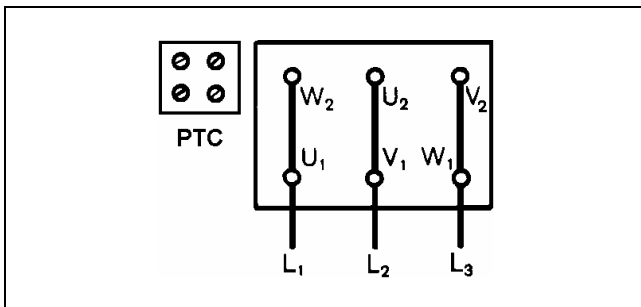 W₂ U₂ V₂
PTC
U₁ V₁ W₁
L₁ L₂ L₃